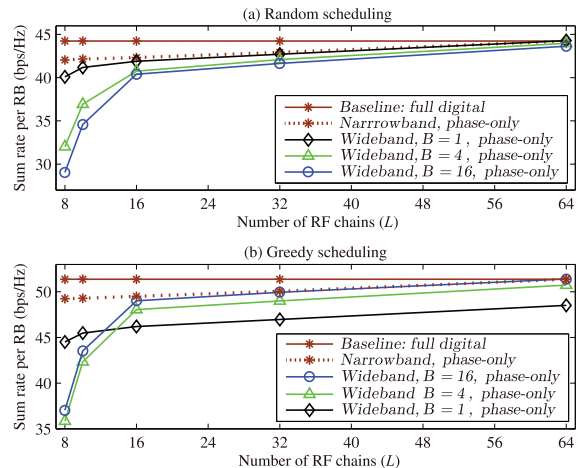 (a) Random scheduling
Sum rate per RB (bps/Hz)
45
40
35
30
Baseline: full digital
Narrrowband, phase-only
Wideband, B = 1 , phase-only
Wideband, B = 4 , phase-only
Wideband, B = 16, phase-only
8 16 24 32 40 48 56 64
Number of RF chains (L)
(b) Greedy scheduling
Sum rate per RB (bps/Hz)
50
45
40
35
Baseline: full digital
Narrowband, phase-only
Wideband, B = 16, phase-only
Wideband B = 4 , phase-only
Wideband, B = 1 , phase-only
8 16 24 32 40 48 56 64
Number of RF chains (L)